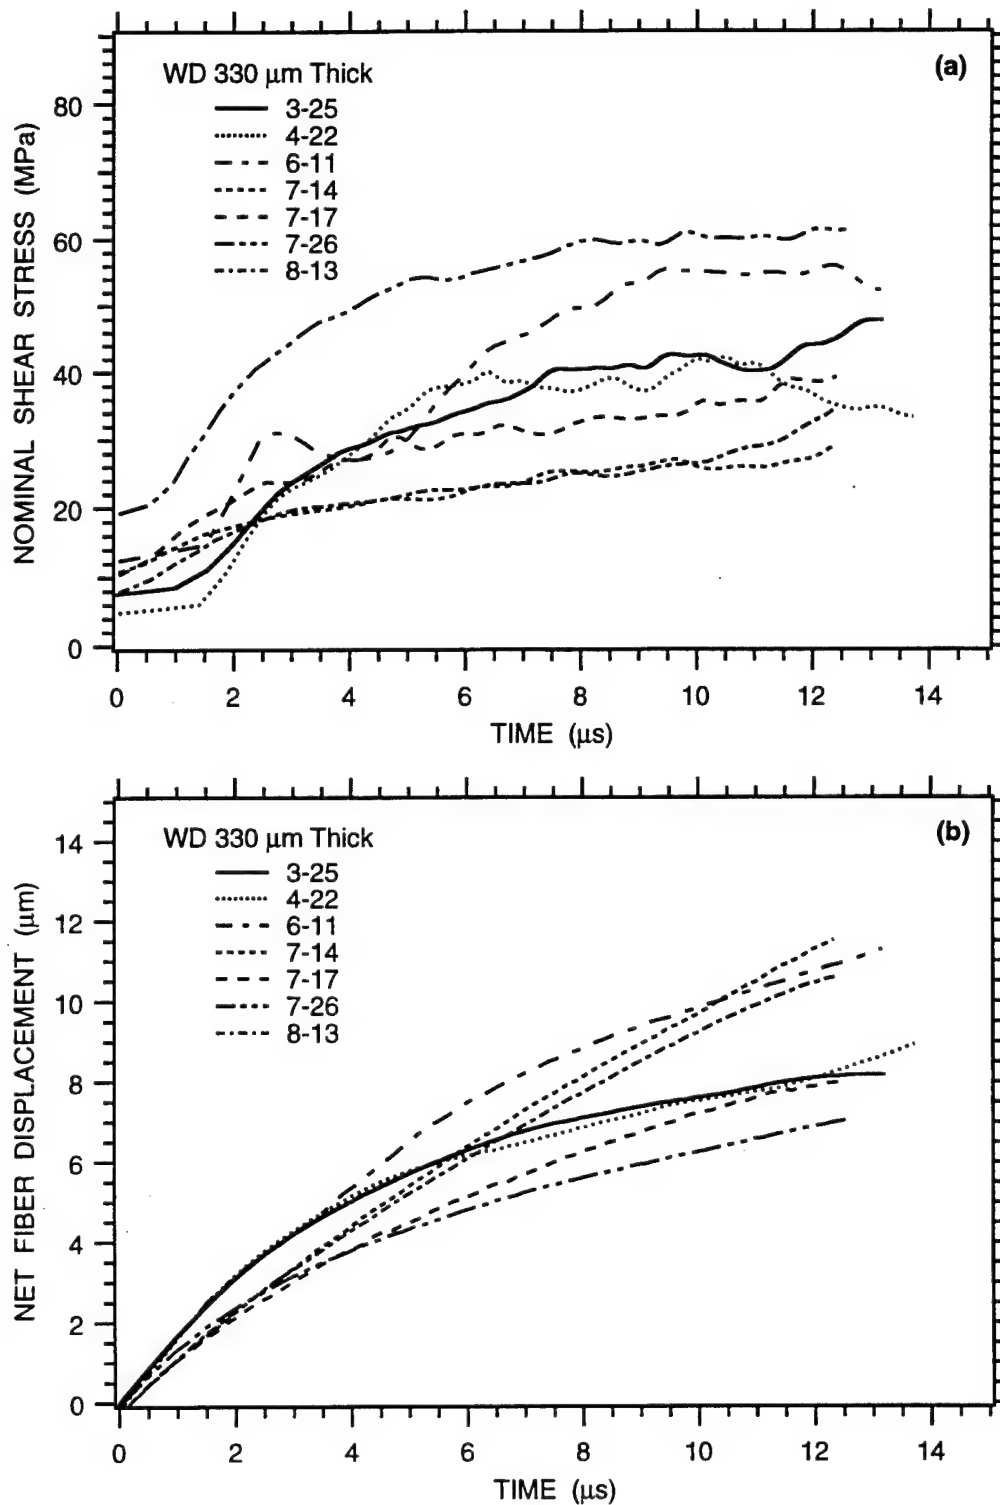 (a)
WD 330 μm Thick
3-25
4-22
6-11
7-14
7-17
7-26
8-13
NOMINAL SHEAR STRESS (MPa)
80
60
40
20
0
0 2 4 6 8 10 12 14
TIME (μs)
(b)
WD 330 μm Thick
3-25
4-22
6-11
7-14
7-17
7-26
8-13
NET FIBER DISPLACEMENT (μm)
14
12
10
8
6
4
2
0
0 2 4 6 8 10 12 14
TIME (μs)